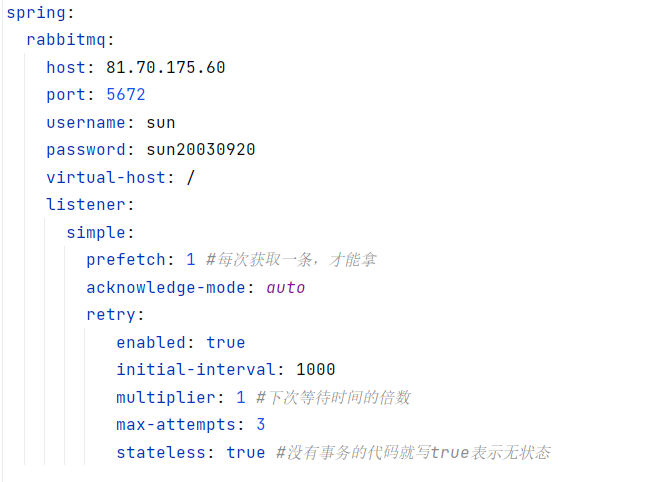 spring:
  rabbitmq:
    host: 81.70.175.60
    port: 5672
    username: sun
    password: sun20030920
    virtual-host: /
    listener:
      simple:
        prefetch: 1 #每次获取一条，才能拿
        acknowledge-mode: auto
        retry:
           enabled: true
           initial-interval: 1000
           multiplier: 1 #下次等待时间的倍数
           max-attempts: 3
           stateless: true #没有事务的代码就写true表示无状态